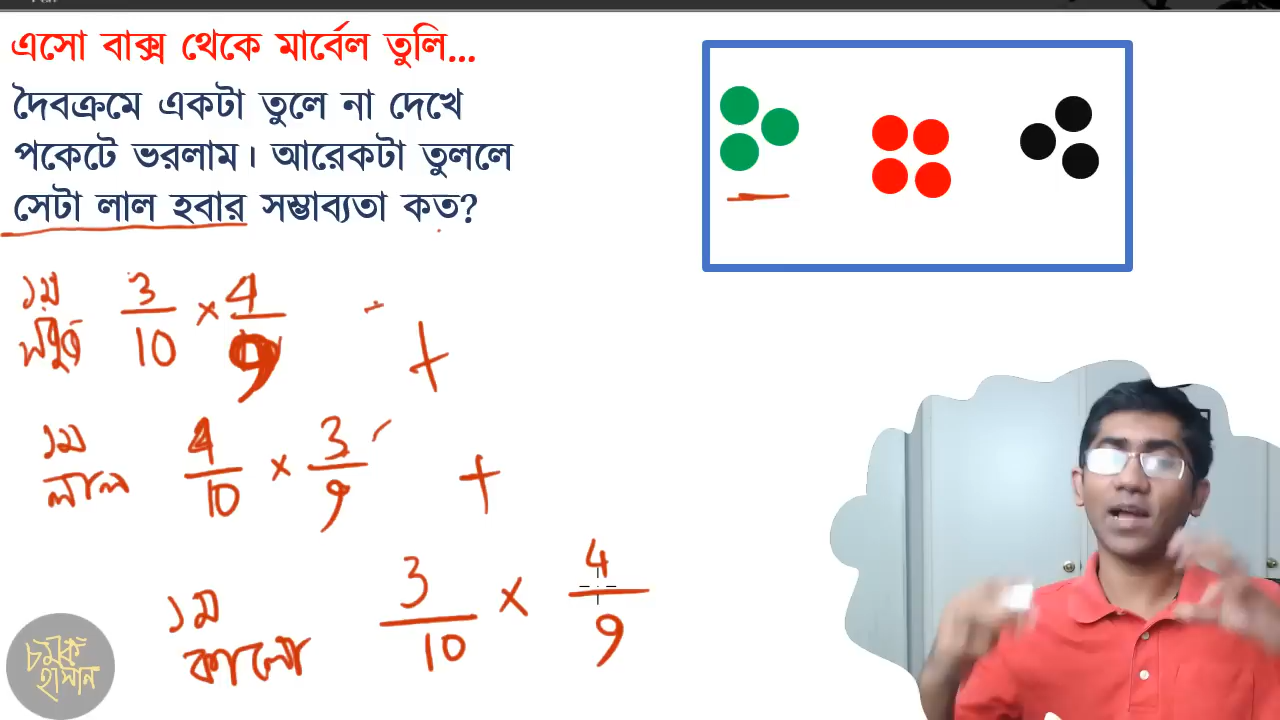 এসো বাক্স থেকে মার্বেল তুলি...
দৈবক্রমে একটা তুলে না দেখে
পকেটে ভরলাম। আরেকটা তুললে
সেটা লাল হবার সম্ভাব্যতা কত?
১ম সবুজ 3/10 × 4/9
+
১ম লাল 4/10 × 3/9
+
১ম কালো 3/10 × 4/9
চমক
হাসান